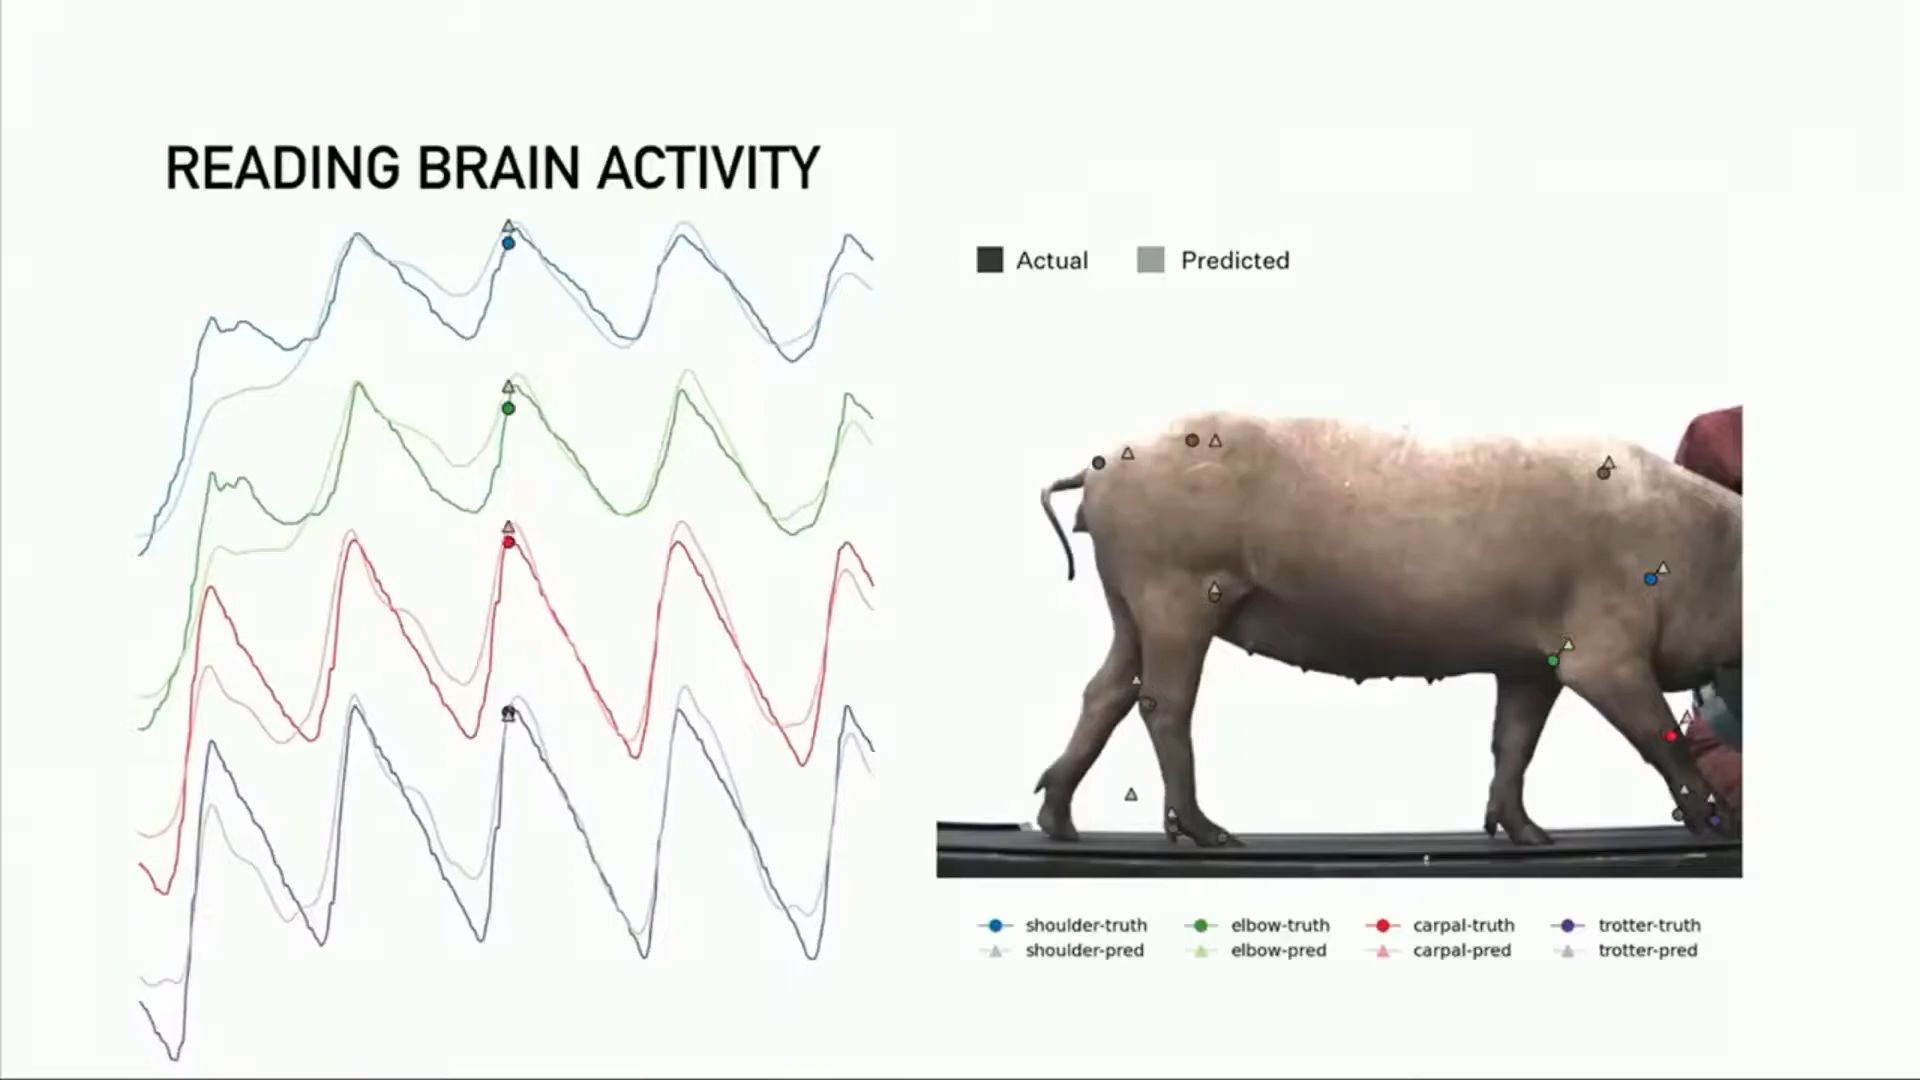 READING BRAIN ACTIVITY
Actual Predicted
shoulder-truth elbow-truth carpal-truth trotter-truth
shoulder-pred elbow-pred carpal-pred trotter-pred